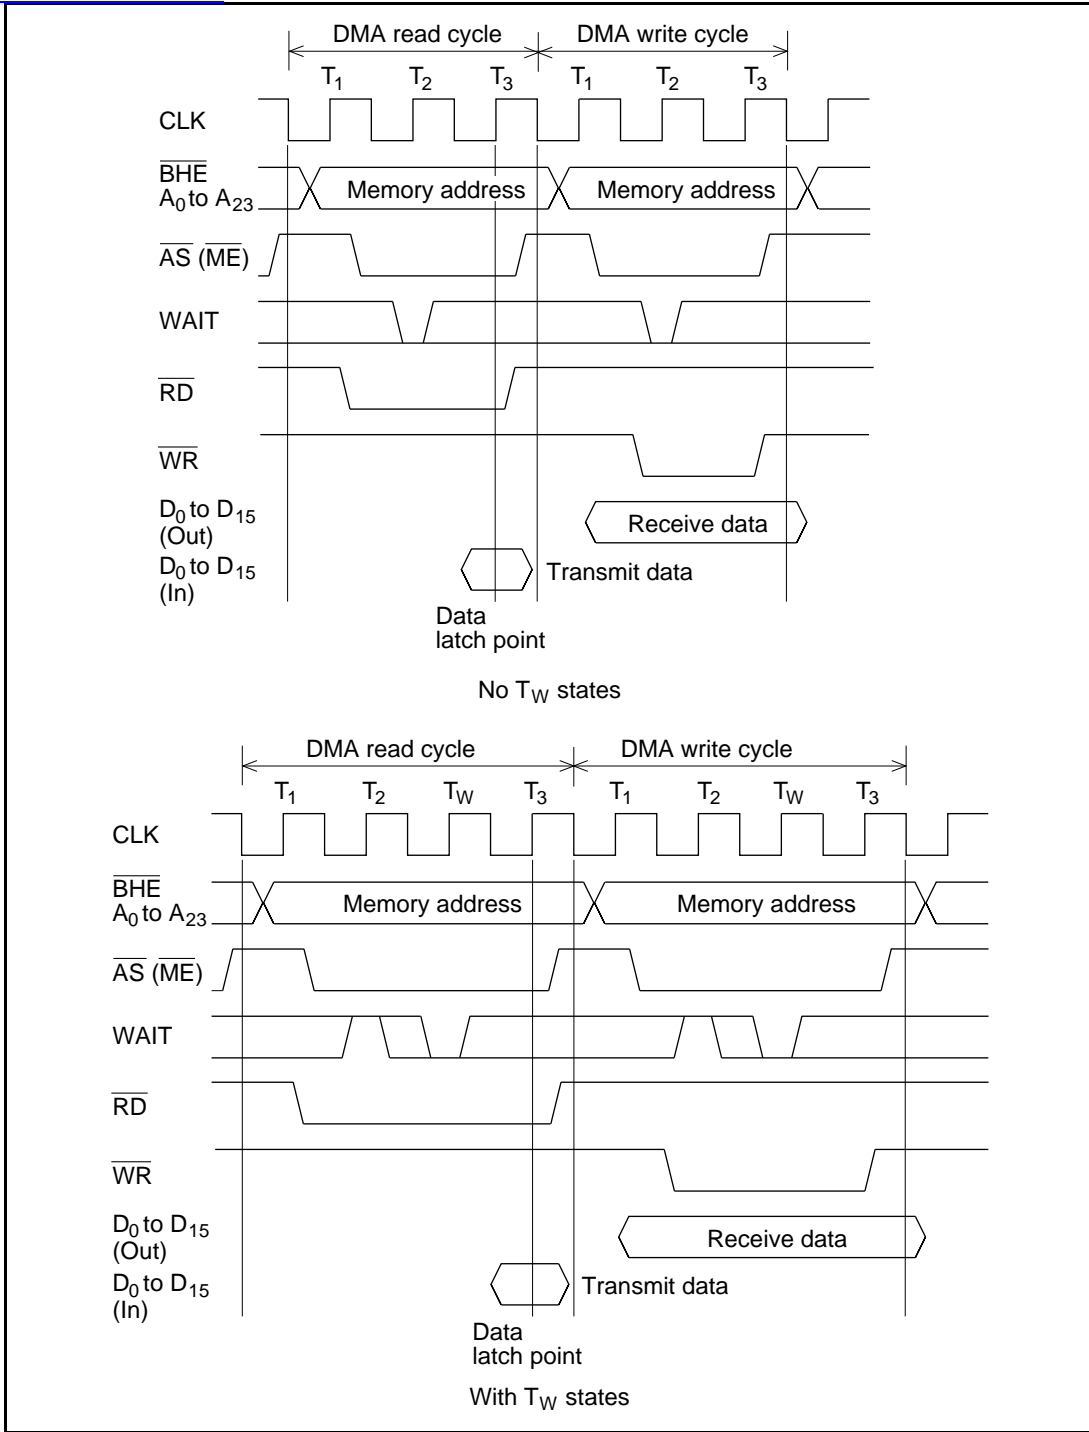 DMA read cycle DMA write cycle
T1 T2 T3 T1 T2 T3
CLK
BHE
A0 to A23
Memory address Memory address
AS (ME)
WAIT
RD
WR
D0 to D15
(Out)
Receive data
D0 to D15
(In)
Transmit data
Data
latch point
No TW states
DMA read cycle DMA write cycle
T1 T2 TW T3 T1 T2 TW T3
CLK
BHE
A0 to A23
Memory address Memory address
AS (ME)
WAIT
RD
WR
D0 to D15
(Out)
Receive data
D0 to D15
(In)
Transmit data
Data
latch point
With TW states